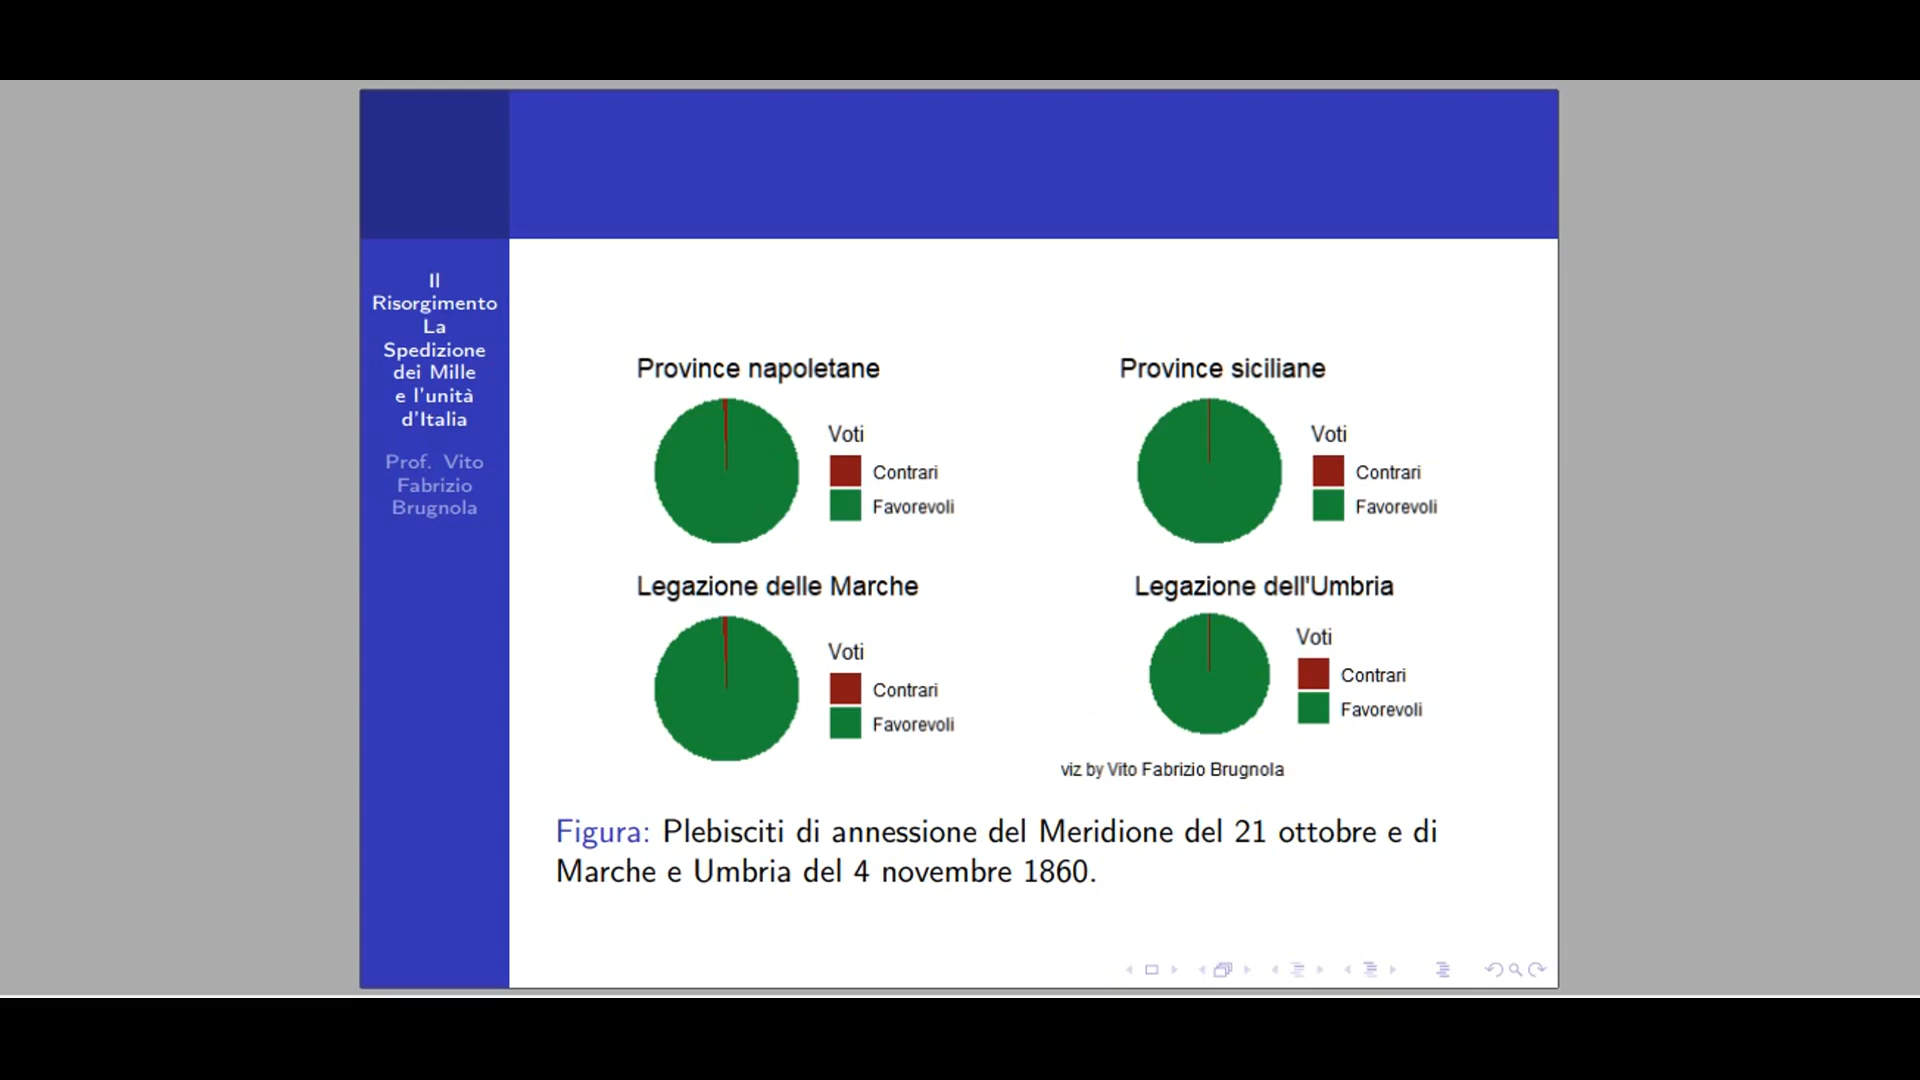 Il
Risorgimento
La
Spedizione
dei Mille
e l'unità
d'Italia
Prof. Vito
Fabrizio
Brugnola
Province napoletane
Voti
Contrari
Favorevoli
Province siciliane
Voti
Contrari
Favorevoli
Legazione delle Marche
Voti
Contrari
Favorevoli
Legazione dell'Umbria
Voti
Contrari
Favorevoli
viz by Vito Fabrizio Brugnola
Figura: Plebisciti di annessione del Meridione del 21 ottobre e di
Marche e Umbria del 4 novembre 1860.